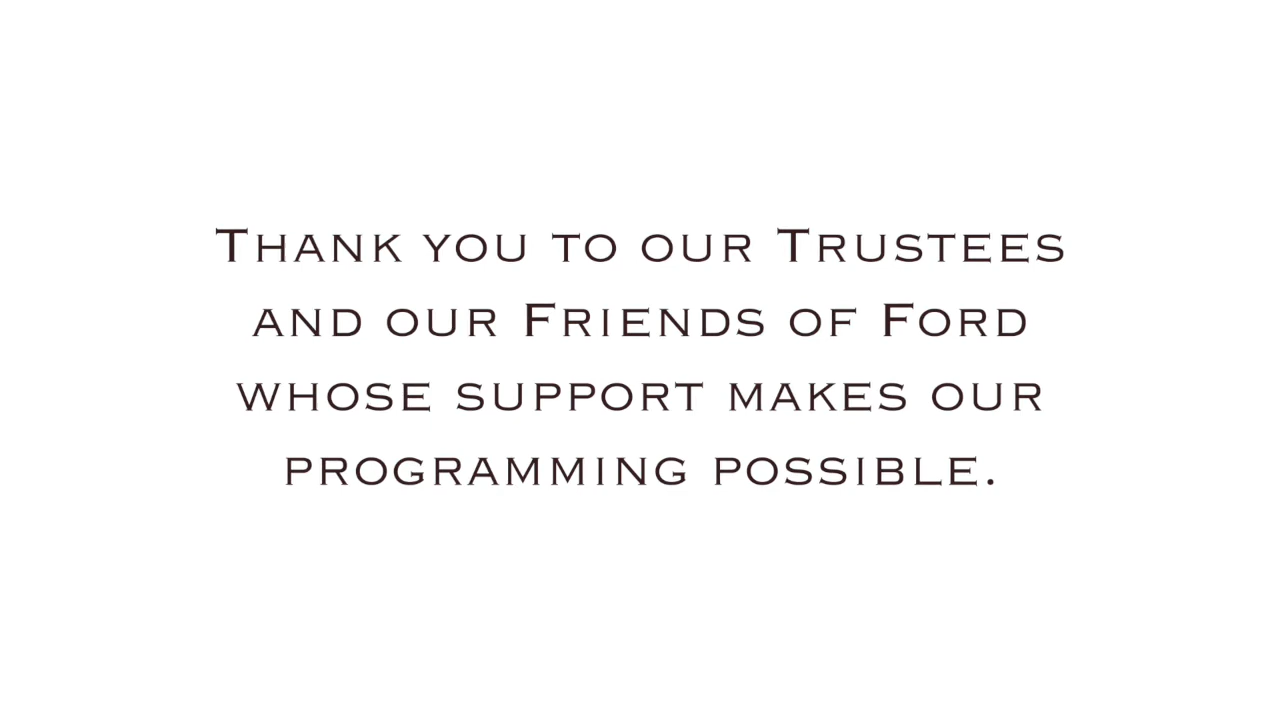 Thank you to our Trustees
and our Friends of Ford
whose support makes our
programming possible.